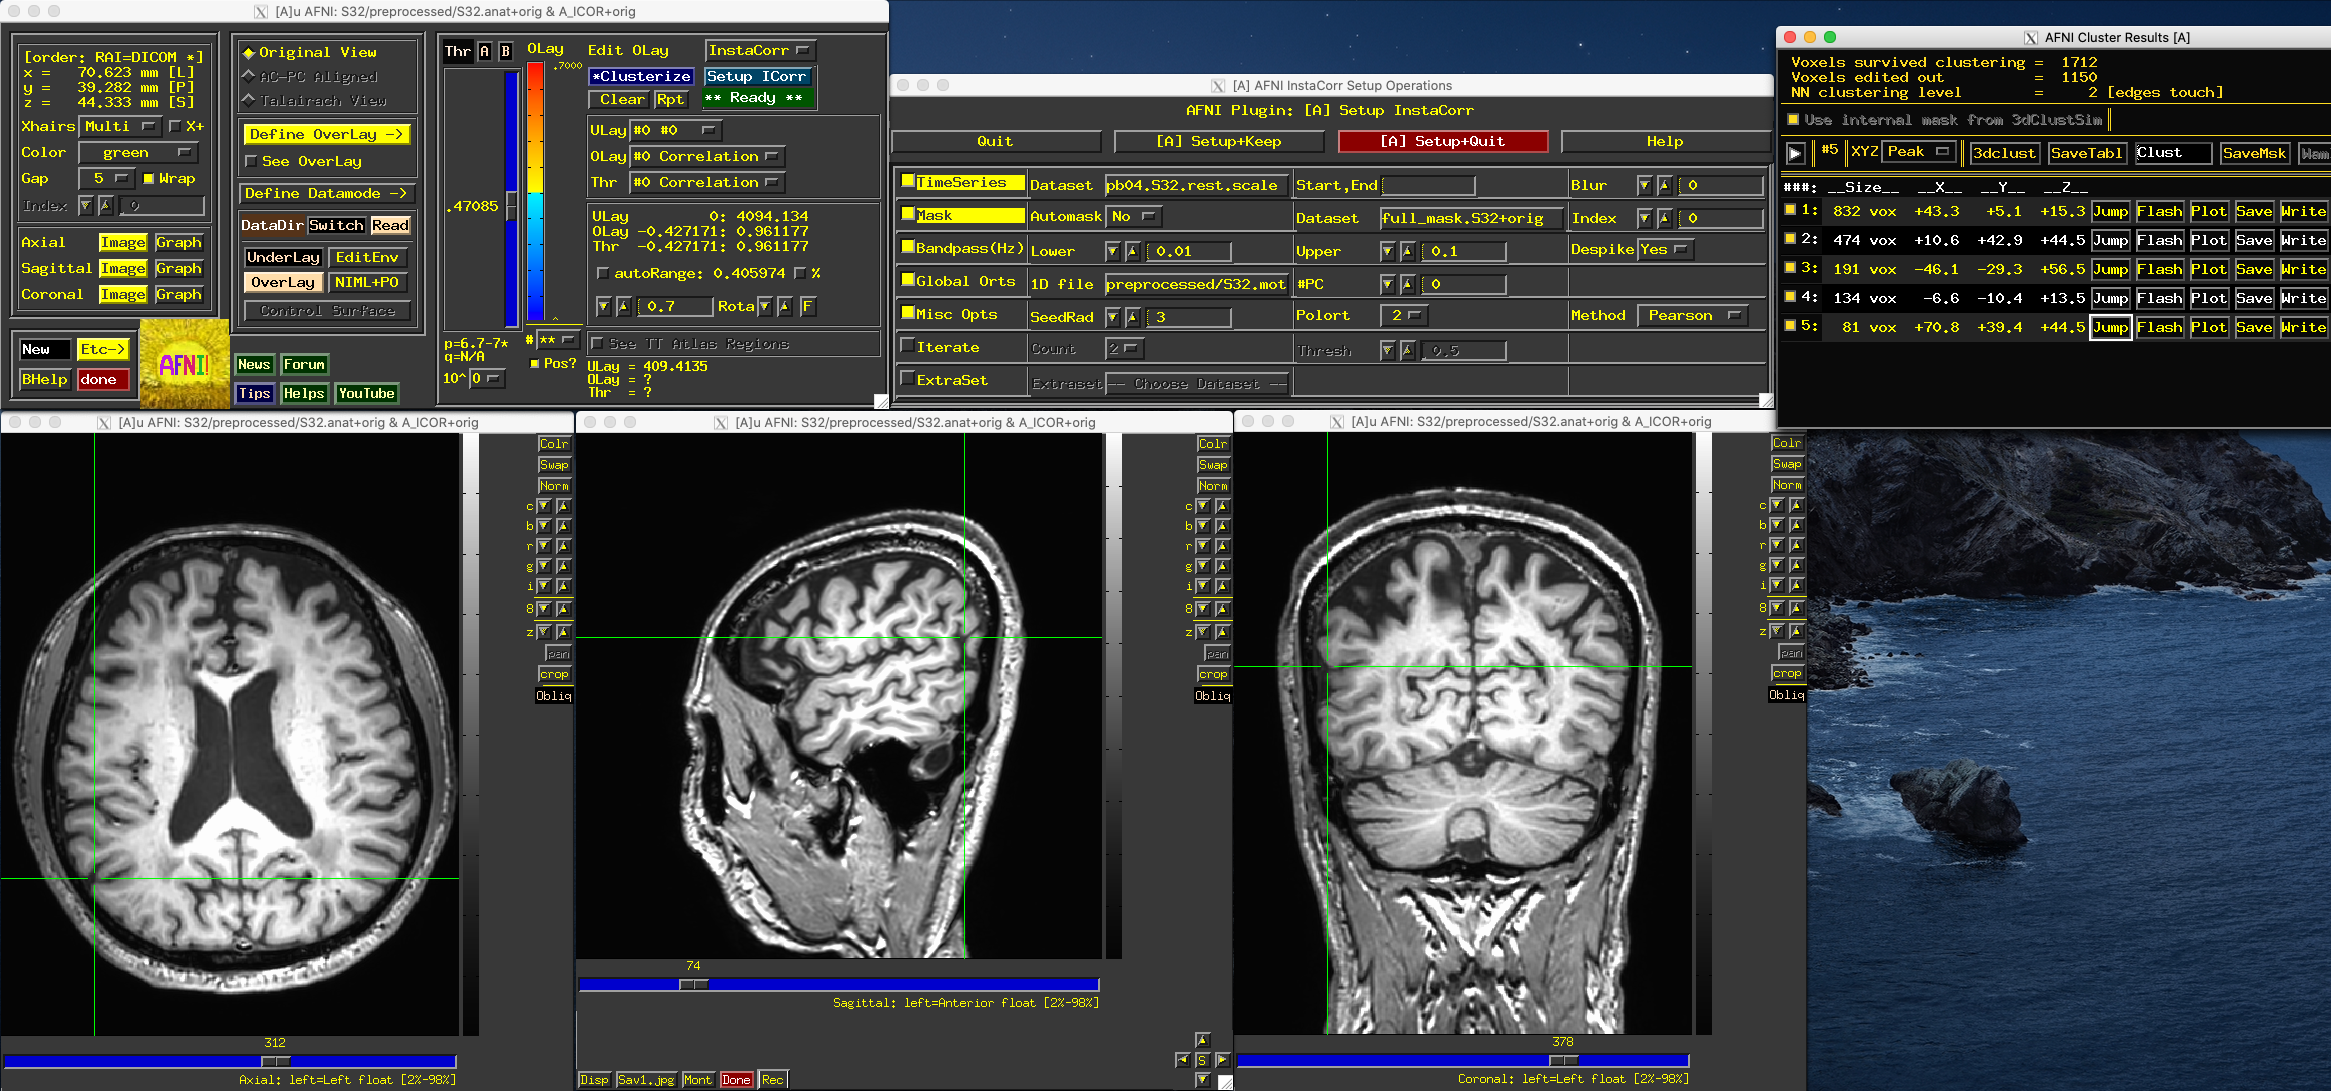 [A]u AFNI: S32/preprocessed/S32.anat+orig & A_ICOR+orig
[order: RAI=DICOM *]
x = 70.623 mm [L]
y = 39.282 mm [P]
z = 44.333 mm [S]
Xhairs Multi X+
Color green
Gap 5 Wrap
Index 0
Axial Image Graph
Sagittal Image Graph
Coronal Image Graph
New Etc->
BHelp done
AFNI!
Original View
AC-PC Aligned
Talairach View
Define OverLay ->
See OverLay
Define Datamode ->
DataDir Switch Read
UnderLay EditEnv
OverLay NIML+PO
Control Surface
News Forum
Tips Helps YouTube
Thr A B
.47085
p=6.7-7*
q=N/A
10^ 0
OLay
.7000
# **
Pos?
Edit OLay InstaCorr
*Clusterize Setup ICorr
Clear Rpt ** Ready **
ULay #0 #0
OLay #0 Correlation
Thr #0 Correlation
ULay 0: 4094.134
OLay -0.427171: 0.961177
Thr -0.427171: 0.961177
autoRange: 0.405974 %
0.7 Rota F
See TT Atlas Regions
ULay = 409.4135
OLay = ?
Thr = ?
[A] AFNI InstaCorr Setup Operations
AFNI Plugin: [A] Setup InstaCorr
Quit [A] Setup+Keep [A] Setup+Quit Help
TimeSeries Dataset pb04.S32.rest.scale Start,End Blur 0
Mask Automask No Dataset full_mask.S32+orig Index 0
Bandpass(Hz) Lower 0.01 Upper 0.1 Despike Yes
Global Orts 1D file preprocessed/S32.mot #PC 0
Misc Opts SeedRad 3 Polort 2 Method Pearson
Iterate Count 2 Thresh 0.5
ExtraSet Extraset -- Choose Dataset --
AFNI Cluster Results [A]
Voxels survived clustering = 1712
Voxels edited out = 1150
NN clustering level = 2 [edges touch]
Use internal mask from 3dClustSim
#5 XYZ Peak 3dclust SaveTabl Clust SaveMsk
###: __Size__ __X__ __Y__ __Z__
1: 832 vox +43.3 +5.1 +15.3 Jump Flash Plot Save Write
2: 474 vox +10.6 +42.9 +44.5 Jump Flash Plot Save Write
3: 191 vox -46.1 -29.3 +56.5 Jump Flash Plot Save Write
4: 134 vox -6.6 -10.4 +13.5 Jump Flash Plot Save Write
5: 81 vox +70.8 +39.4 +44.5 Jump Flash Plot Save Write
[A]u AFNI: S32/preprocessed/S32.anat+orig & A_ICOR+orig
Colr
Swap
Norm
c
b
r
g
i
8
z
pan
crop
Obliq
312
Axial: left=Left float [2%-98%]
[A]u AFNI: S32/preprocessed/S32.anat+orig & A_ICOR+orig
Colr
Swap
Norm
c
b
r
g
i
8
z
pan
crop
Obliq
74
Sagittal: left=Anterior float [2%-98%]
S
Disp Sav1.jpg Mont Done Rec
[A]u AFNI: S32/preprocessed/S32.anat+orig & A_ICOR+orig
Colr
Swap
Norm
c
b
r
g
i
8
z
pan
crop
Obliq
378
Coronal: left=Left float [2%-98%]